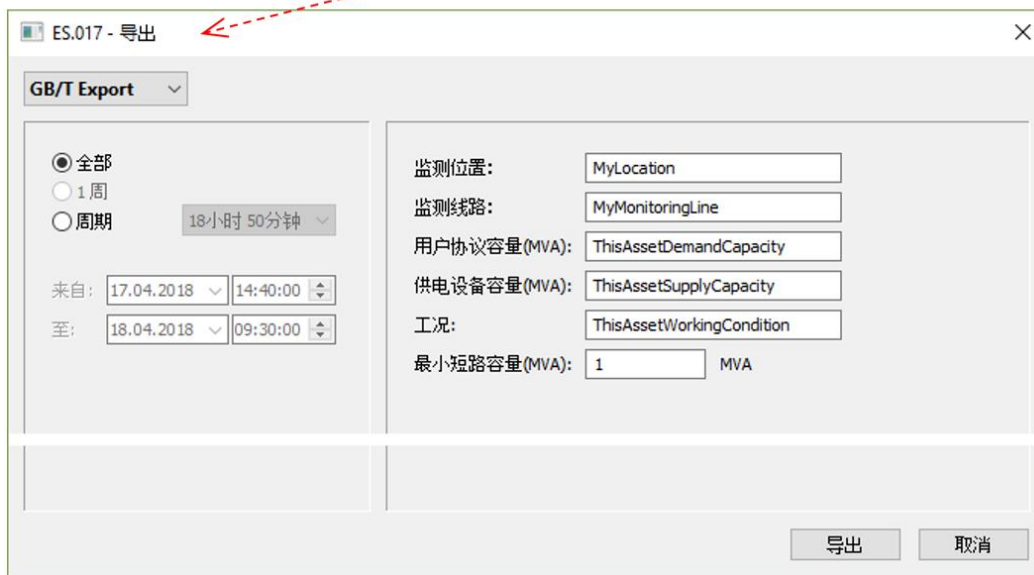 ES.017 - 导出
GB/T Export
全部
1周
周期
18小时 50分钟
来自:
17.04.2018
14:40:00
至:
18.04.2018
09:30:00
监测位置:
MyLocation
监测线路:
MyMonitoringLine
用户协议容量(MVA):
ThisAssetDemandCapacity
供电设备容量(MVA):
ThisAssetSupplyCapacity
工况:
ThisAssetWorkingCondition
最小短路容量(MVA):
1
MVA
导出
取消